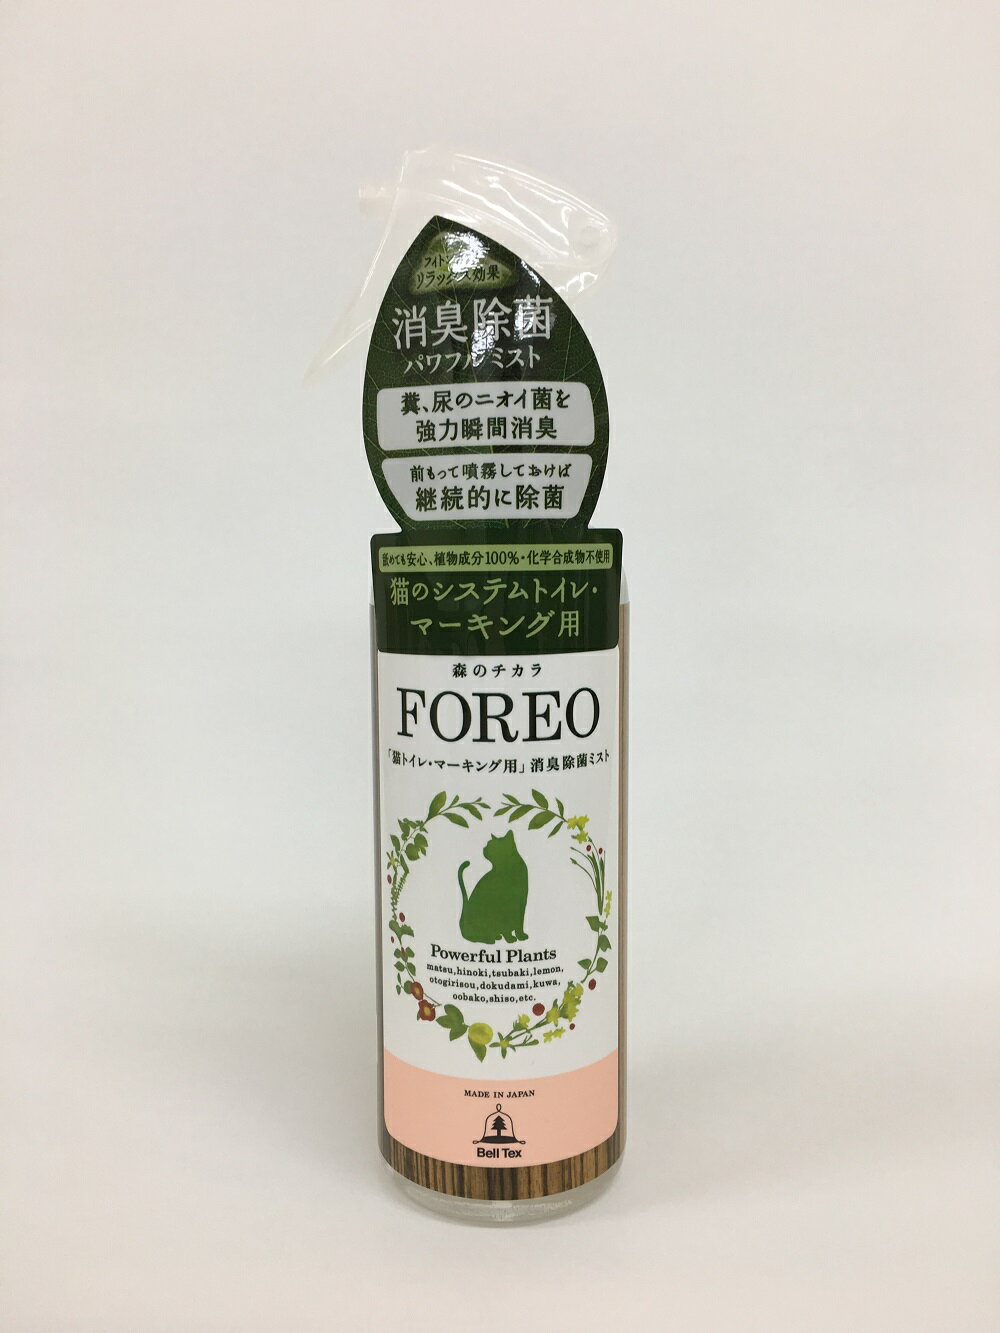 リラックス効果
消臭除菌
パワフルミスト
糞、尿のニオイ菌を
強力瞬間消臭
前もって噴霧しておけば
継続的に除菌
舐めても安心、植物成分100%・化学合成物不使用
猫のシステムトイレ・
マーキング用
森のチカラ
FOREO
「猫トイレ・マーキング用」消臭除菌ミスト
Powerful Plants
matsu,hinoki,tsubaki,lemon,
otogirisou,dokudami,kuwa,
oobako,shiso,etc.
MADE IN JAPAN
Bell Tex